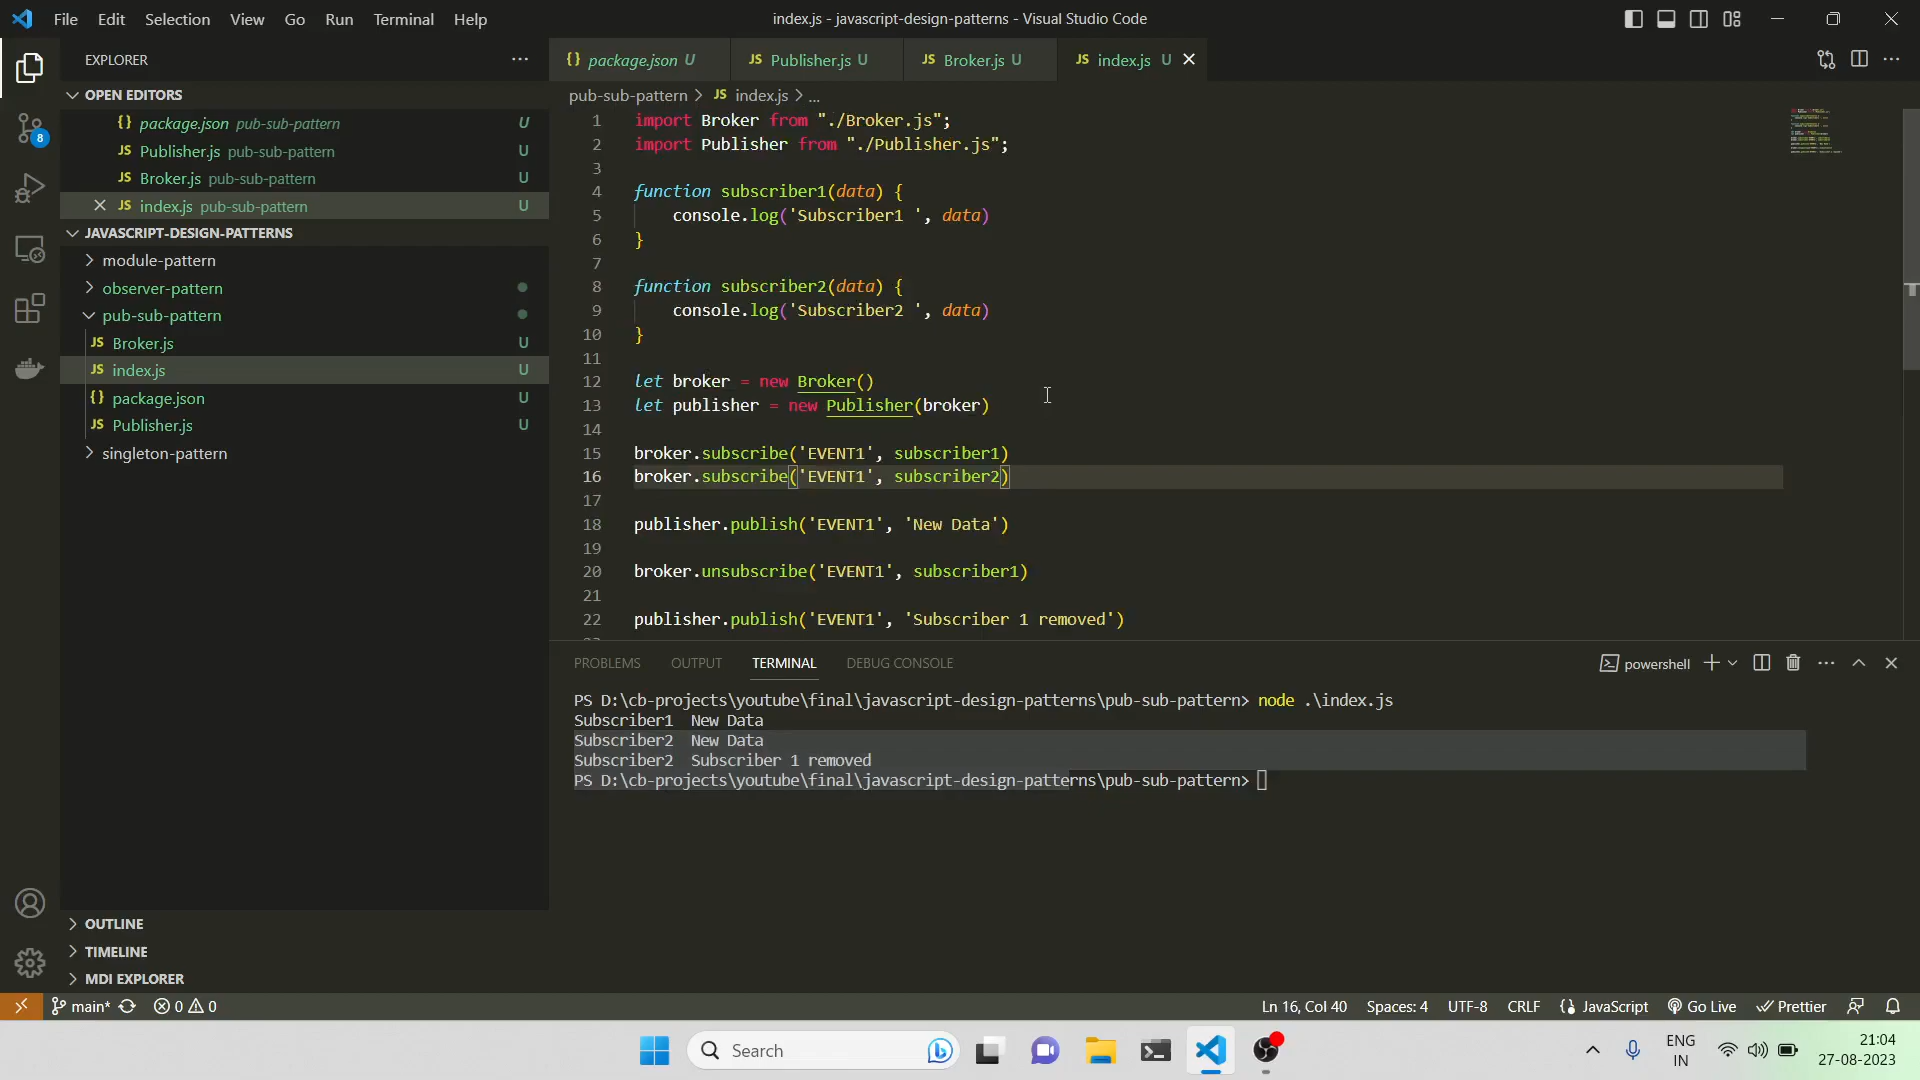 File Edit Selection View Go Run Terminal Help
index.js - javascript-design-patterns - Visual Studio Code
EXPLORER
OPEN EDITORS
package.json pub-sub-pattern U
JS Publisher.js pub-sub-pattern U
JS Broker.js pub-sub-pattern U
JS index.js pub-sub-pattern U
JAVASCRIPT-DESIGN-PATTERNS
module-pattern
observer-pattern
pub-sub-pattern
JS Broker.js U
JS index.js U
{} package.json U
JS Publisher.js U
singleton-pattern
OUTLINE
TIMELINE
MDI EXPLORER
8
{} package.json U JS Publisher.js U JS Broker.js U JS index.js U
pub-sub-pattern > JS index.js > ...
1 import Broker from "./Broker.js";
2 import Publisher from "./Publisher.js";
3
4 function subscriber1(data) {
5 console.log('Subscriber1 ', data)
6 }
7
8 function subscriber2(data) {
9 console.log('Subscriber2 ', data)
10 }
11
12 let broker = new Broker()
13 let publisher = new Publisher(broker)
14
15 broker.subscribe('EVENT1', subscriber1)
16 broker.subscribe('EVENT1', subscriber2)
17
18 publisher.publish('EVENT1', 'New Data')
19
20 broker.unsubscribe('EVENT1', subscriber1)
21
22 publisher.publish('EVENT1', 'Subscriber 1 removed')
PROBLEMS OUTPUT TERMINAL DEBUG CONSOLE
powershell
PS D:\cb-projects\youtube\final\javascript-design-patterns\pub-sub-pattern> node .\index.js
Subscriber1  New Data
Subscriber2  New Data
Subscriber2  Subscriber 1 removed
PS D:\cb-projects\youtube\final\javascript-design-patterns\pub-sub-pattern>
main* 0 0
Ln 16, Col 40 Spaces: 4 UTF-8 CRLF JavaScript Go Live Prettier
Search
ENG
IN
21:04
27-08-2023